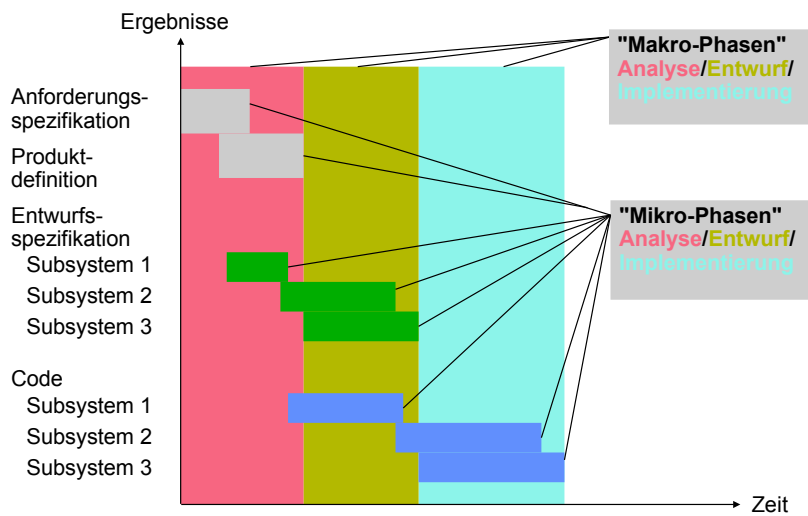 Ergebnisse
"Makro-Phasen"
Analyse/Entwurf/
Implementierung
Anforderungs-
spezifikation
Produkt-
definition
Entwurfs-
spezifikation
Subsystem 1
Subsystem 2
Subsystem 3
"Mikro-Phasen"
Analyse/Entwurf/
Implementierung
Code
Subsystem 1
Subsystem 2
Subsystem 3
Zeit